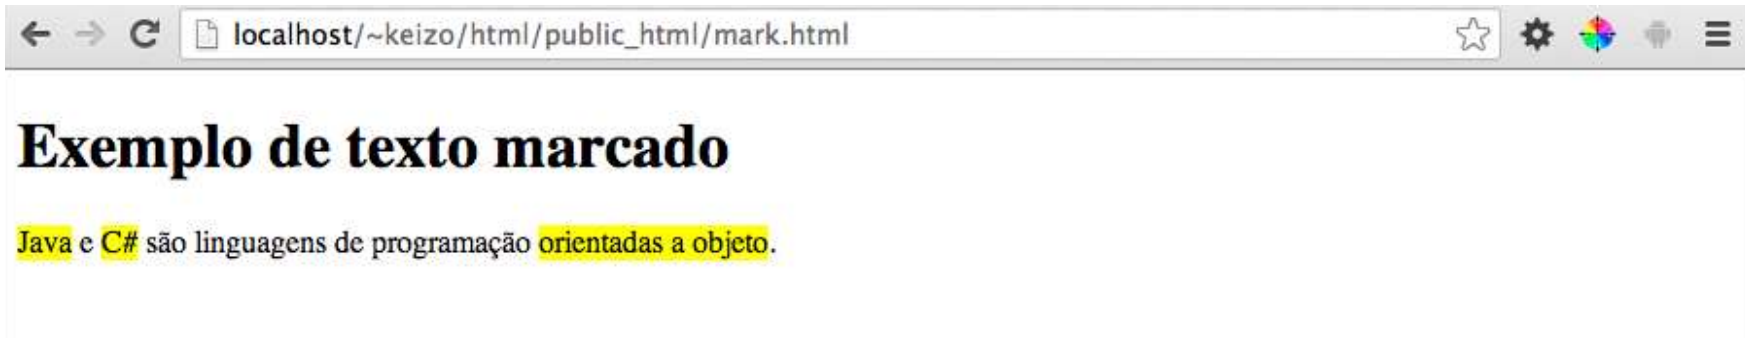 localhost/~keizo/html/public_html/mark.html
Exemplo de texto marcado
Java e C# são linguagens de programação orientadas a objeto.